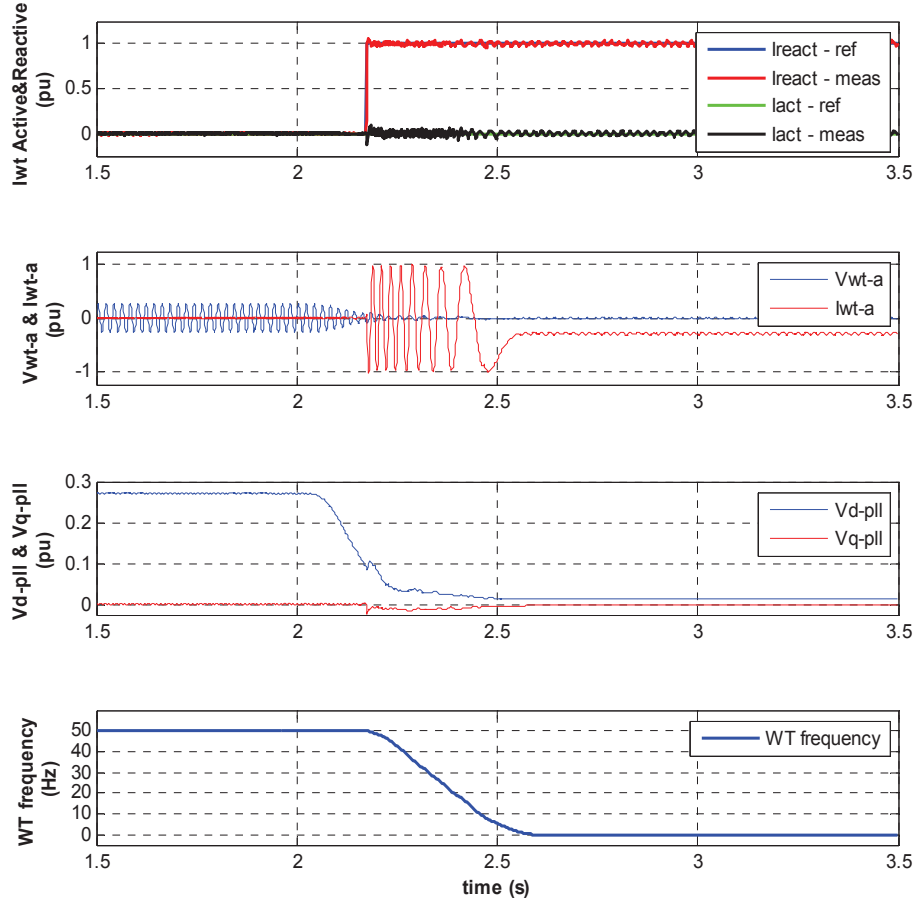 Iwt Active&Reactive
(pu)
1
0.5
0
Ireact - ref
Ireact - meas
Iact - ref
Iact - meas
1.5 2 2.5 3 3.5
Vwt-a & Iwt-a
(pu)
1
0
-1
Vwt-a
Iwt-a
1.5 2 2.5 3 3.5
Vd-pll & Vq-pll
(pu)
0.3
0.2
0.1
0
Vd-pll
Vq-pll
1.5 2 2.5 3 3.5
WT frequency
(Hz)
50
40
30
20
10
0
WT frequency
1.5 2 2.5 3 3.5
time (s)